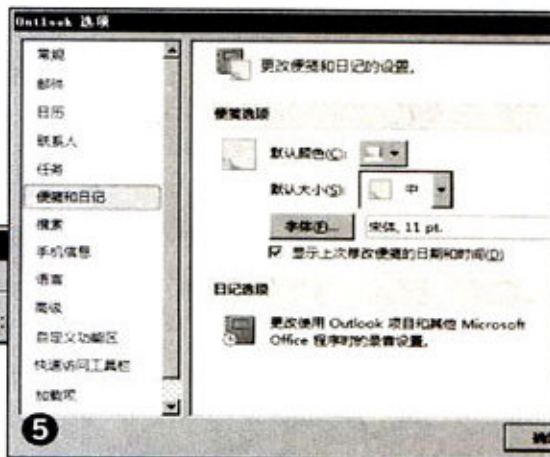 Outlook 选项
常规
邮件
日历
联系人
任务
便笺和日记
搜索
手机信息
语言
高级
自定义功能区
快速访问工具栏
加载项
更改便笺和日记的设置。
便笺选项
默认颜色(C):
默认大小(S): 中
字体(F)... 宋体, 11 pt.
显示上次修改便笺的日期和时间(D)
日记选项
更改使用 Outlook 项目和其他 Microsoft
Office 程序时的录音设置。
确
5